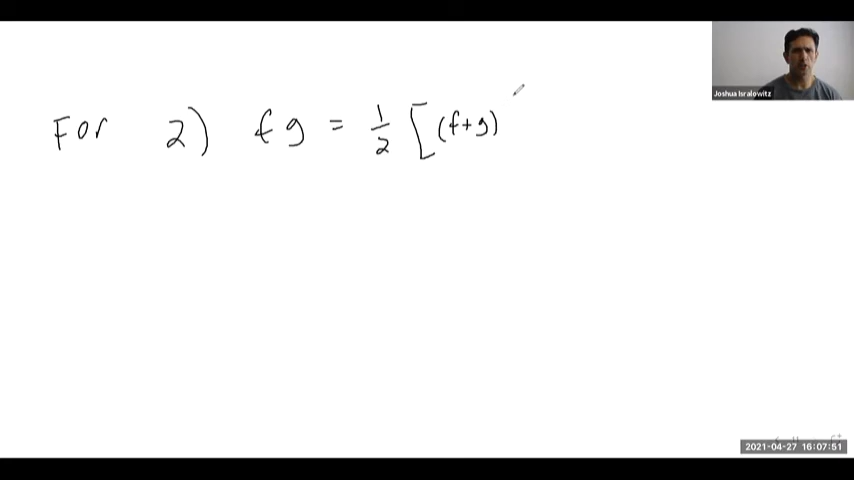 Joshua Isralowitz
For 2) fg = 1/2 [(f+g)
2021-04-27 16:07:51